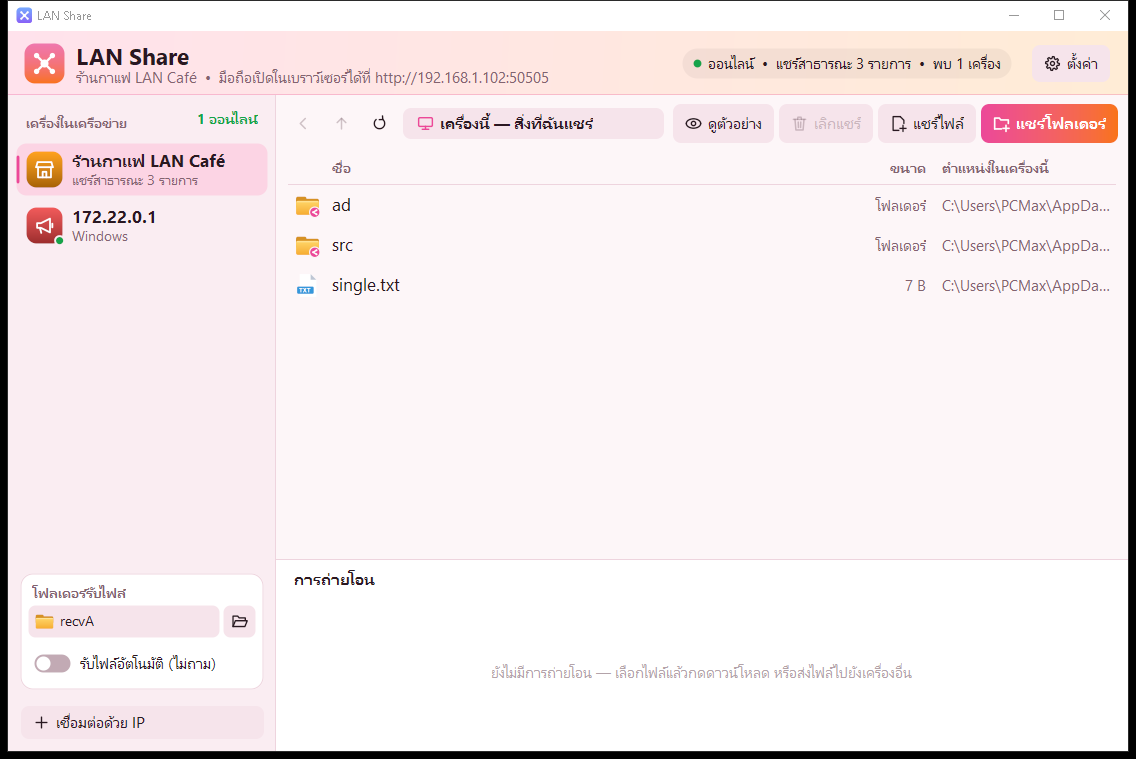 LAN Share
LAN Share
ร้านกาแฟ LAN Café • มือถือเปิดในเบราว์เซอร์ได้ที่ http://192.168.1.102:50505
ออนไลน์ • แชร์สาธารณะ 3 รายการ • พบ 1 เครื่อง
ตั้งค่า
เครื่องในเครือข่าย
1 ออนไลน์
ร้านกาแฟ LAN Café
แชร์สาธารณะ 3 รายการ
172.22.0.1
Windows
เครื่องนี้ — สิ่งที่ฉันแชร์
ดูตัวอย่าง
เลิกแชร์
แชร์ไฟล์
แชร์โฟลเดอร์
ชื่อ ขนาด ตำแหน่งในเครื่องนี้
ad โฟลเดอร์ C:\Users\PCMax\AppDa...
src โฟลเดอร์ C:\Users\PCMax\AppDa...
TXT
single.txt 7 B C:\Users\PCMax\AppDa...
โฟลเดอร์รับไฟล์
recvA
รับไฟล์อัตโนมัติ (ไม่ถาม)
เชื่อมต่อด้วย IP
การถ่ายโอน
ยังไม่มีการถ่ายโอน — เลือกไฟล์แล้วกดดาวน์โหลด หรือส่งไฟล์ไปยังเครื่องอื่น